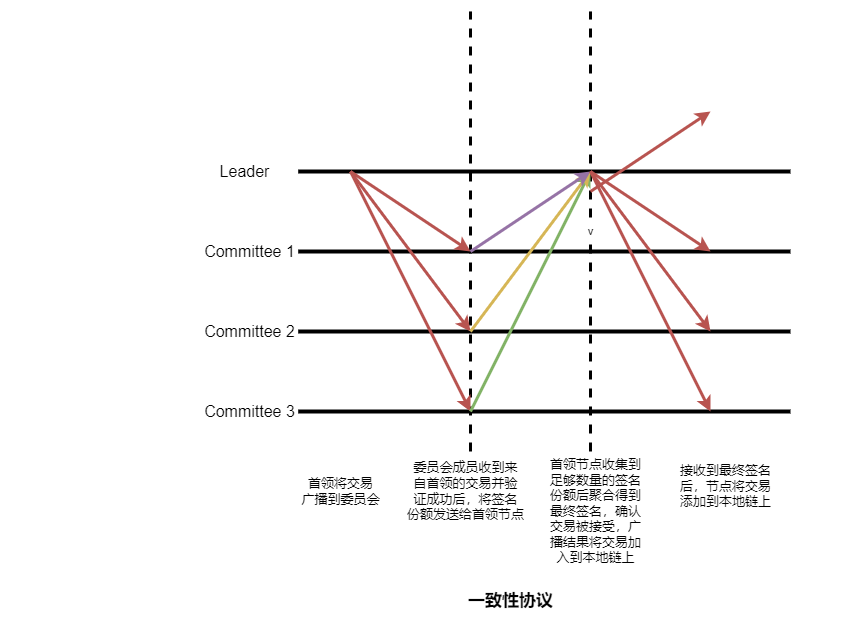 Leader
v
Committee 1
Committee 2
Committee 3
首领将交易
广播到委员会
委员会成员收到来
自首领的交易并验
证成功后，将签名
份额发送给首领节点
首领节点收集到
足够数量的签名
份额后聚合得到
最终签名，确认
交易被接受，广
播结果将交易加
入到本地链上
接收到最终签名
后，节点将交易
添加到本地链上
一致性协议